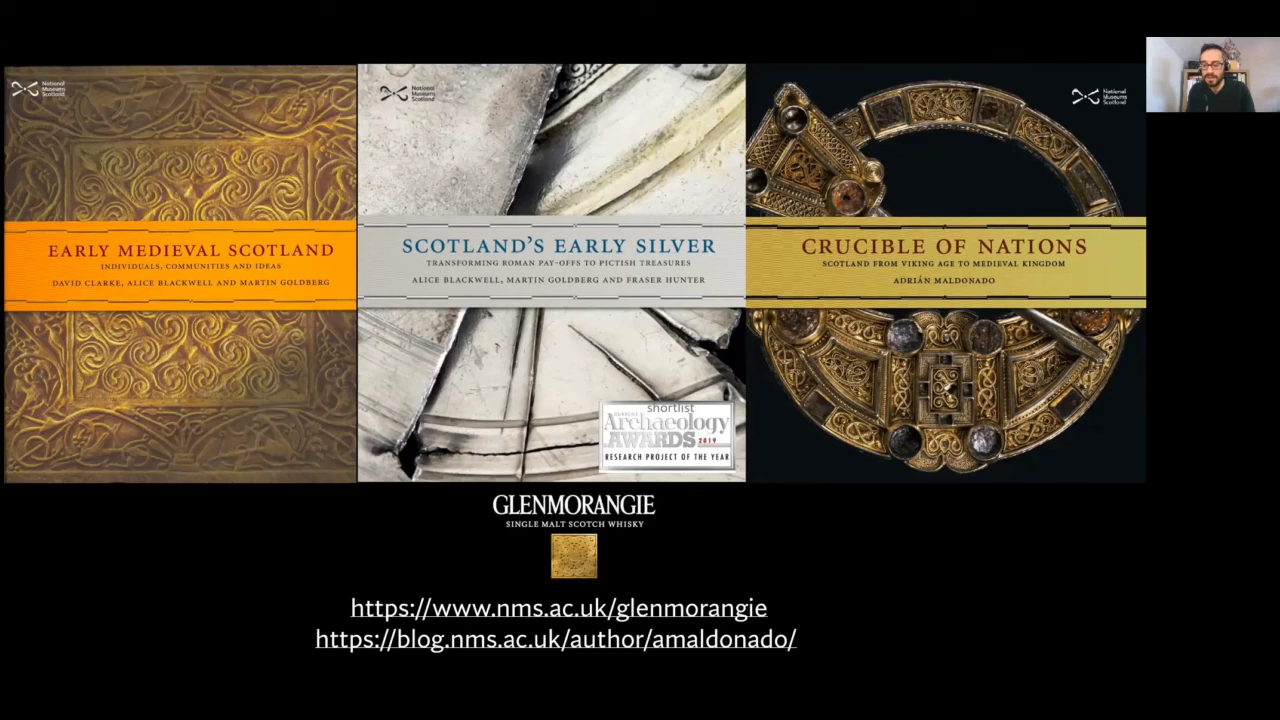 National
Museums
Scotland
EARLY MEDIEVAL SCOTLAND
INDIVIDUALS, COMMUNITIES AND IDEAS
DAVID CLARKE, ALICE BLACKWELL AND MARTIN GOLDBERG
National
Museums
Scotland
SCOTLAND'S EARLY SILVER
TRANSFORMING ROMAN PAY-OFFS TO PICTISH TREASURES
ALICE BLACKWELL, MARTIN GOLDBERG AND FRASER HUNTER
shortlist
CURRENT
Archaeology
AWARDS 2019
RESEARCH PROJECT OF THE YEAR
National
Museums
Scotland
CRUCIBLE OF NATIONS
SCOTLAND FROM VIKING AGE TO MEDIEVAL KINGDOM
ADRIÁN MALDONADO
GLENMORANGIE
SINGLE MALT SCOTCH WHISKY
https://www.nms.ac.uk/glenmorangie
https://blog.nms.ac.uk/author/amaldonado/